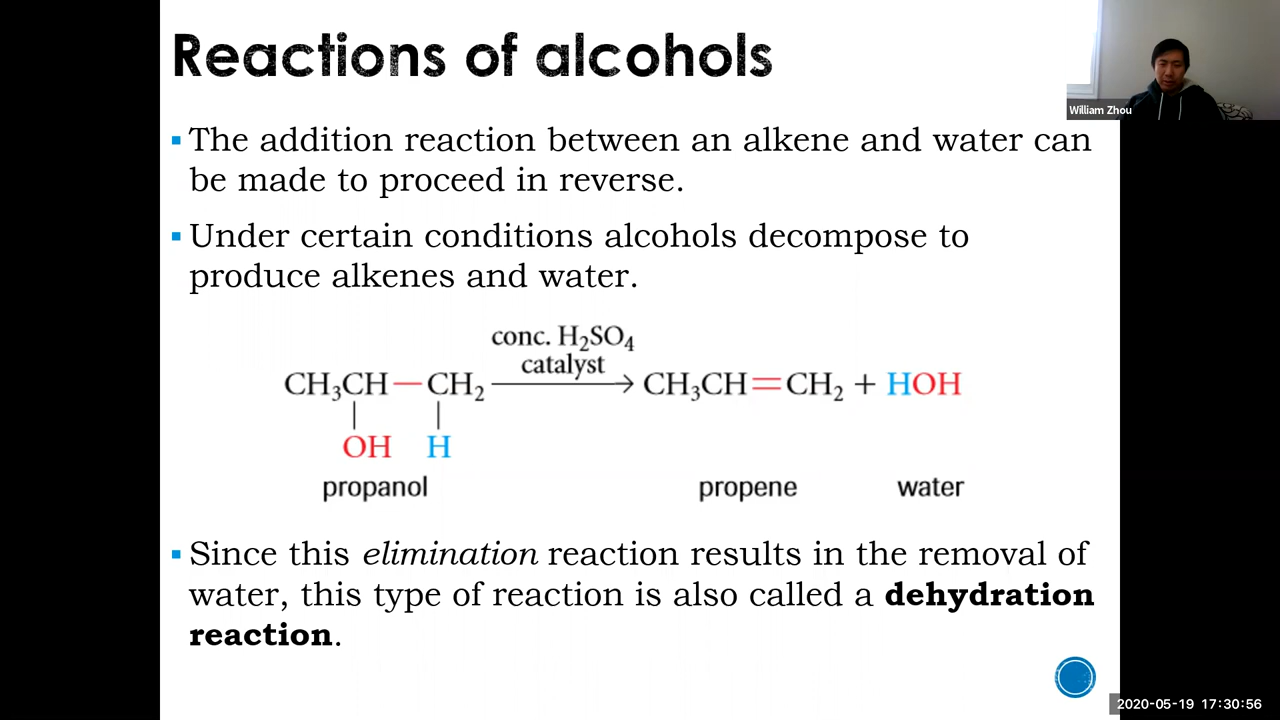 Reactions of alcohols
William Zhou
▪ The addition reaction between an alkene and water can
be made to proceed in reverse.
▪ Under certain conditions alcohols decompose to
produce alkenes and water.
conc. H₂SO₄
catalyst
CH₃CH—CH₂ ⟶ CH₃CH=CH₂ + HOH
OH H
propanol propene water
▪ Since this elimination reaction results in the removal of
water, this type of reaction is also called a dehydration
reaction.
2020-05-19 17:30:56